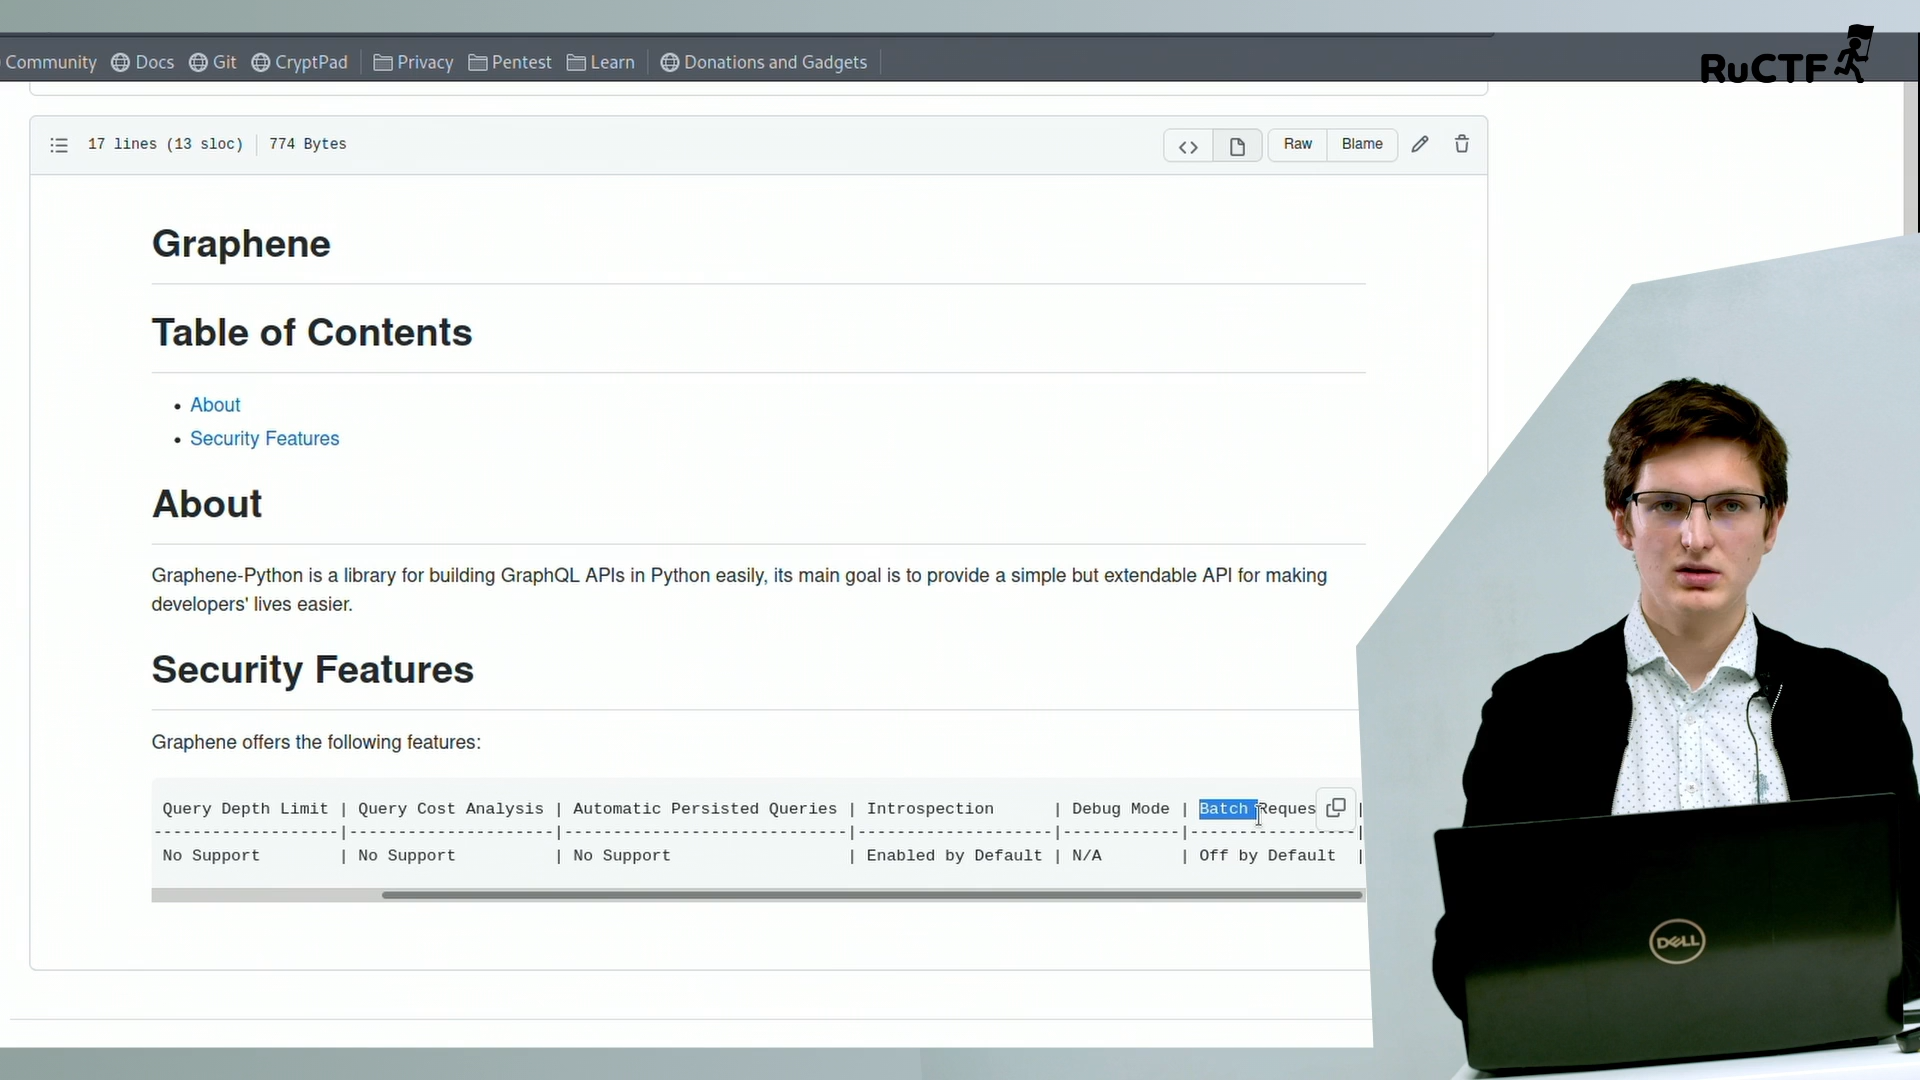 Community Docs Git CryptPad Privacy Pentest Learn Donations and Gadgets
RuCTF
17 lines (13 sloc) 774 Bytes Raw Blame
Graphene
Table of Contents
About
Security Features
About
Graphene-Python is a library for building GraphQL APIs in Python easily, its main goal is to provide a simple but extendable API for making
developers' lives easier.
Security Features
Graphene offers the following features:
Query Depth Limit | Query Cost Analysis | Automatic Persisted Queries | Introspection | Debug Mode | Batch Reques |
No Support | No Support | No Support | Enabled by Default | N/A | Off by Default |
DELL